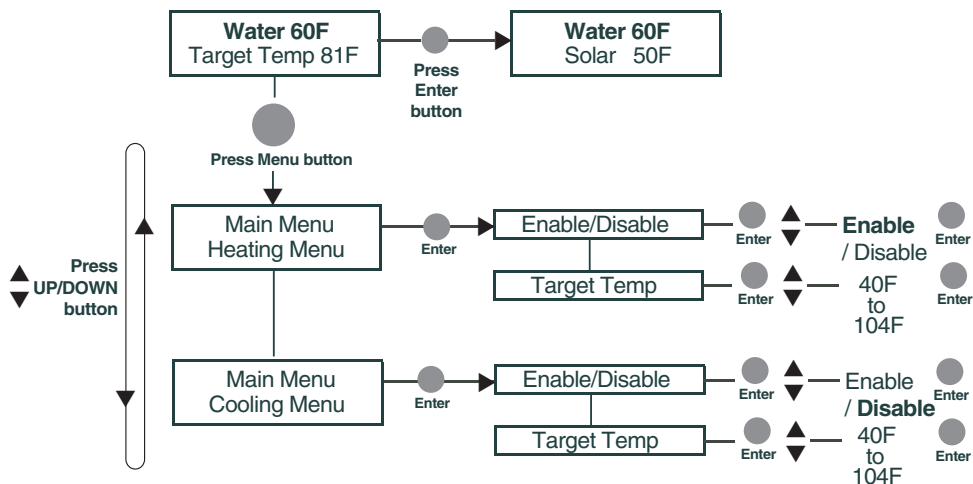 Water 60F
Target Temp 81F
Press
Enter
button
Water 60F
Solar 50F
Press Menu button
Press
UP/DOWN
button
Main Menu
Heating Menu
Enter
Enable/Disable
Enter
Enable
/ Disable
Enter
Target Temp
Enter
40F
to
104F
Enter
Main Menu
Cooling Menu
Enter
Enable/Disable
Enter
Enable
/ Disable
Enter
Target Temp
Enter
40F
to
104F
Enter